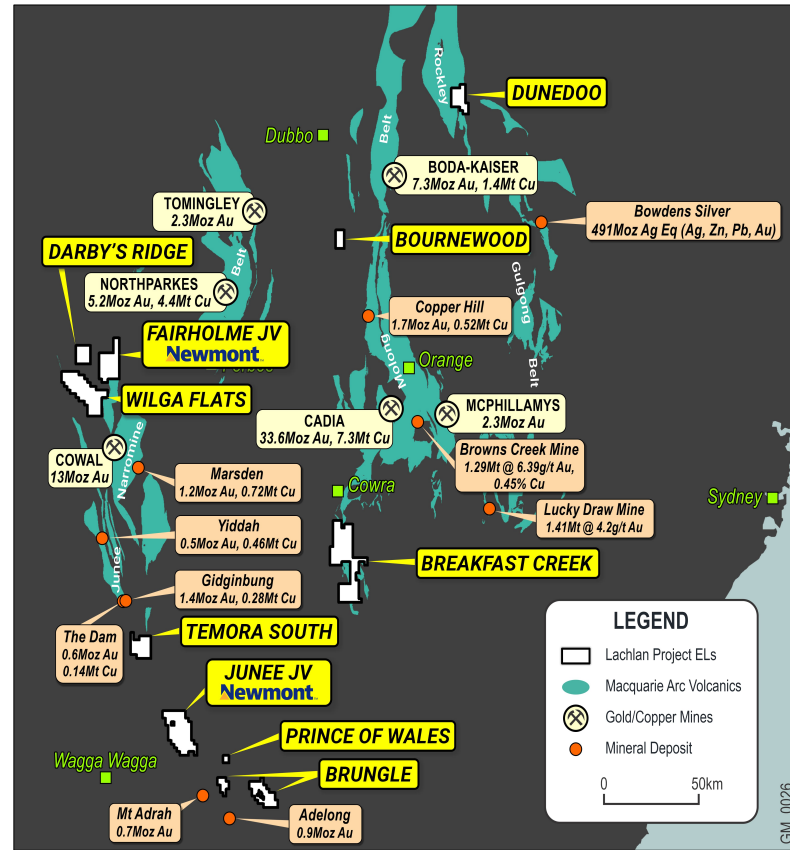 Rockley
DUNEDOO
Belt
Dubbo
BODA-KAISER
7.3Moz Au, 1.4Mt Cu
TOMINGLEY
2.3Moz Au
Bowdens Silver
491Moz Ag Eq (Ag, Zn, Pb, Au)
DARBY'S RIDGE
BOURNEWOOD
Belt
NORTHPARKES
5.2Moz Au, 4.4Mt Cu
Gulgong
Copper Hill
1.7Moz Au, 0.52Mt Cu
FAIRHOLME JV
Newmont™
Molong
Orange
Belt
WILGA FLATS
CADIA
33.6Moz Au, 7.3Mt Cu
MCPHILLAMYS
2.3Moz Au
COWAL
13Moz Au
Narromine
Browns Creek Mine
1.29Mt @ 6.39g/t Au,
0.45% Cu
Marsden
1.2Moz Au, 0.72Mt Cu
Cowra
Sydney
Lucky Draw Mine
1.41Mt @ 4.2g/t Au
Yiddah
0.5Moz Au, 0.46Mt Cu
Junee
BREAKFAST CREEK
Gidginbung
1.4Moz Au, 0.28Mt Cu
The Dam
0.6Moz Au
0.14Mt Cu
TEMORA SOUTH
JUNEE JV
Newmont™
PRINCE OF WALES
Wagga Wagga
BRUNGLE
Mt Adrah
0.7Moz Au
Adelong
0.9Moz Au
LEGEND
Lachlan Project ELs
Macquarie Arc Volcanics
Gold/Copper Mines
Mineral Deposit
0 50km
GM_0026